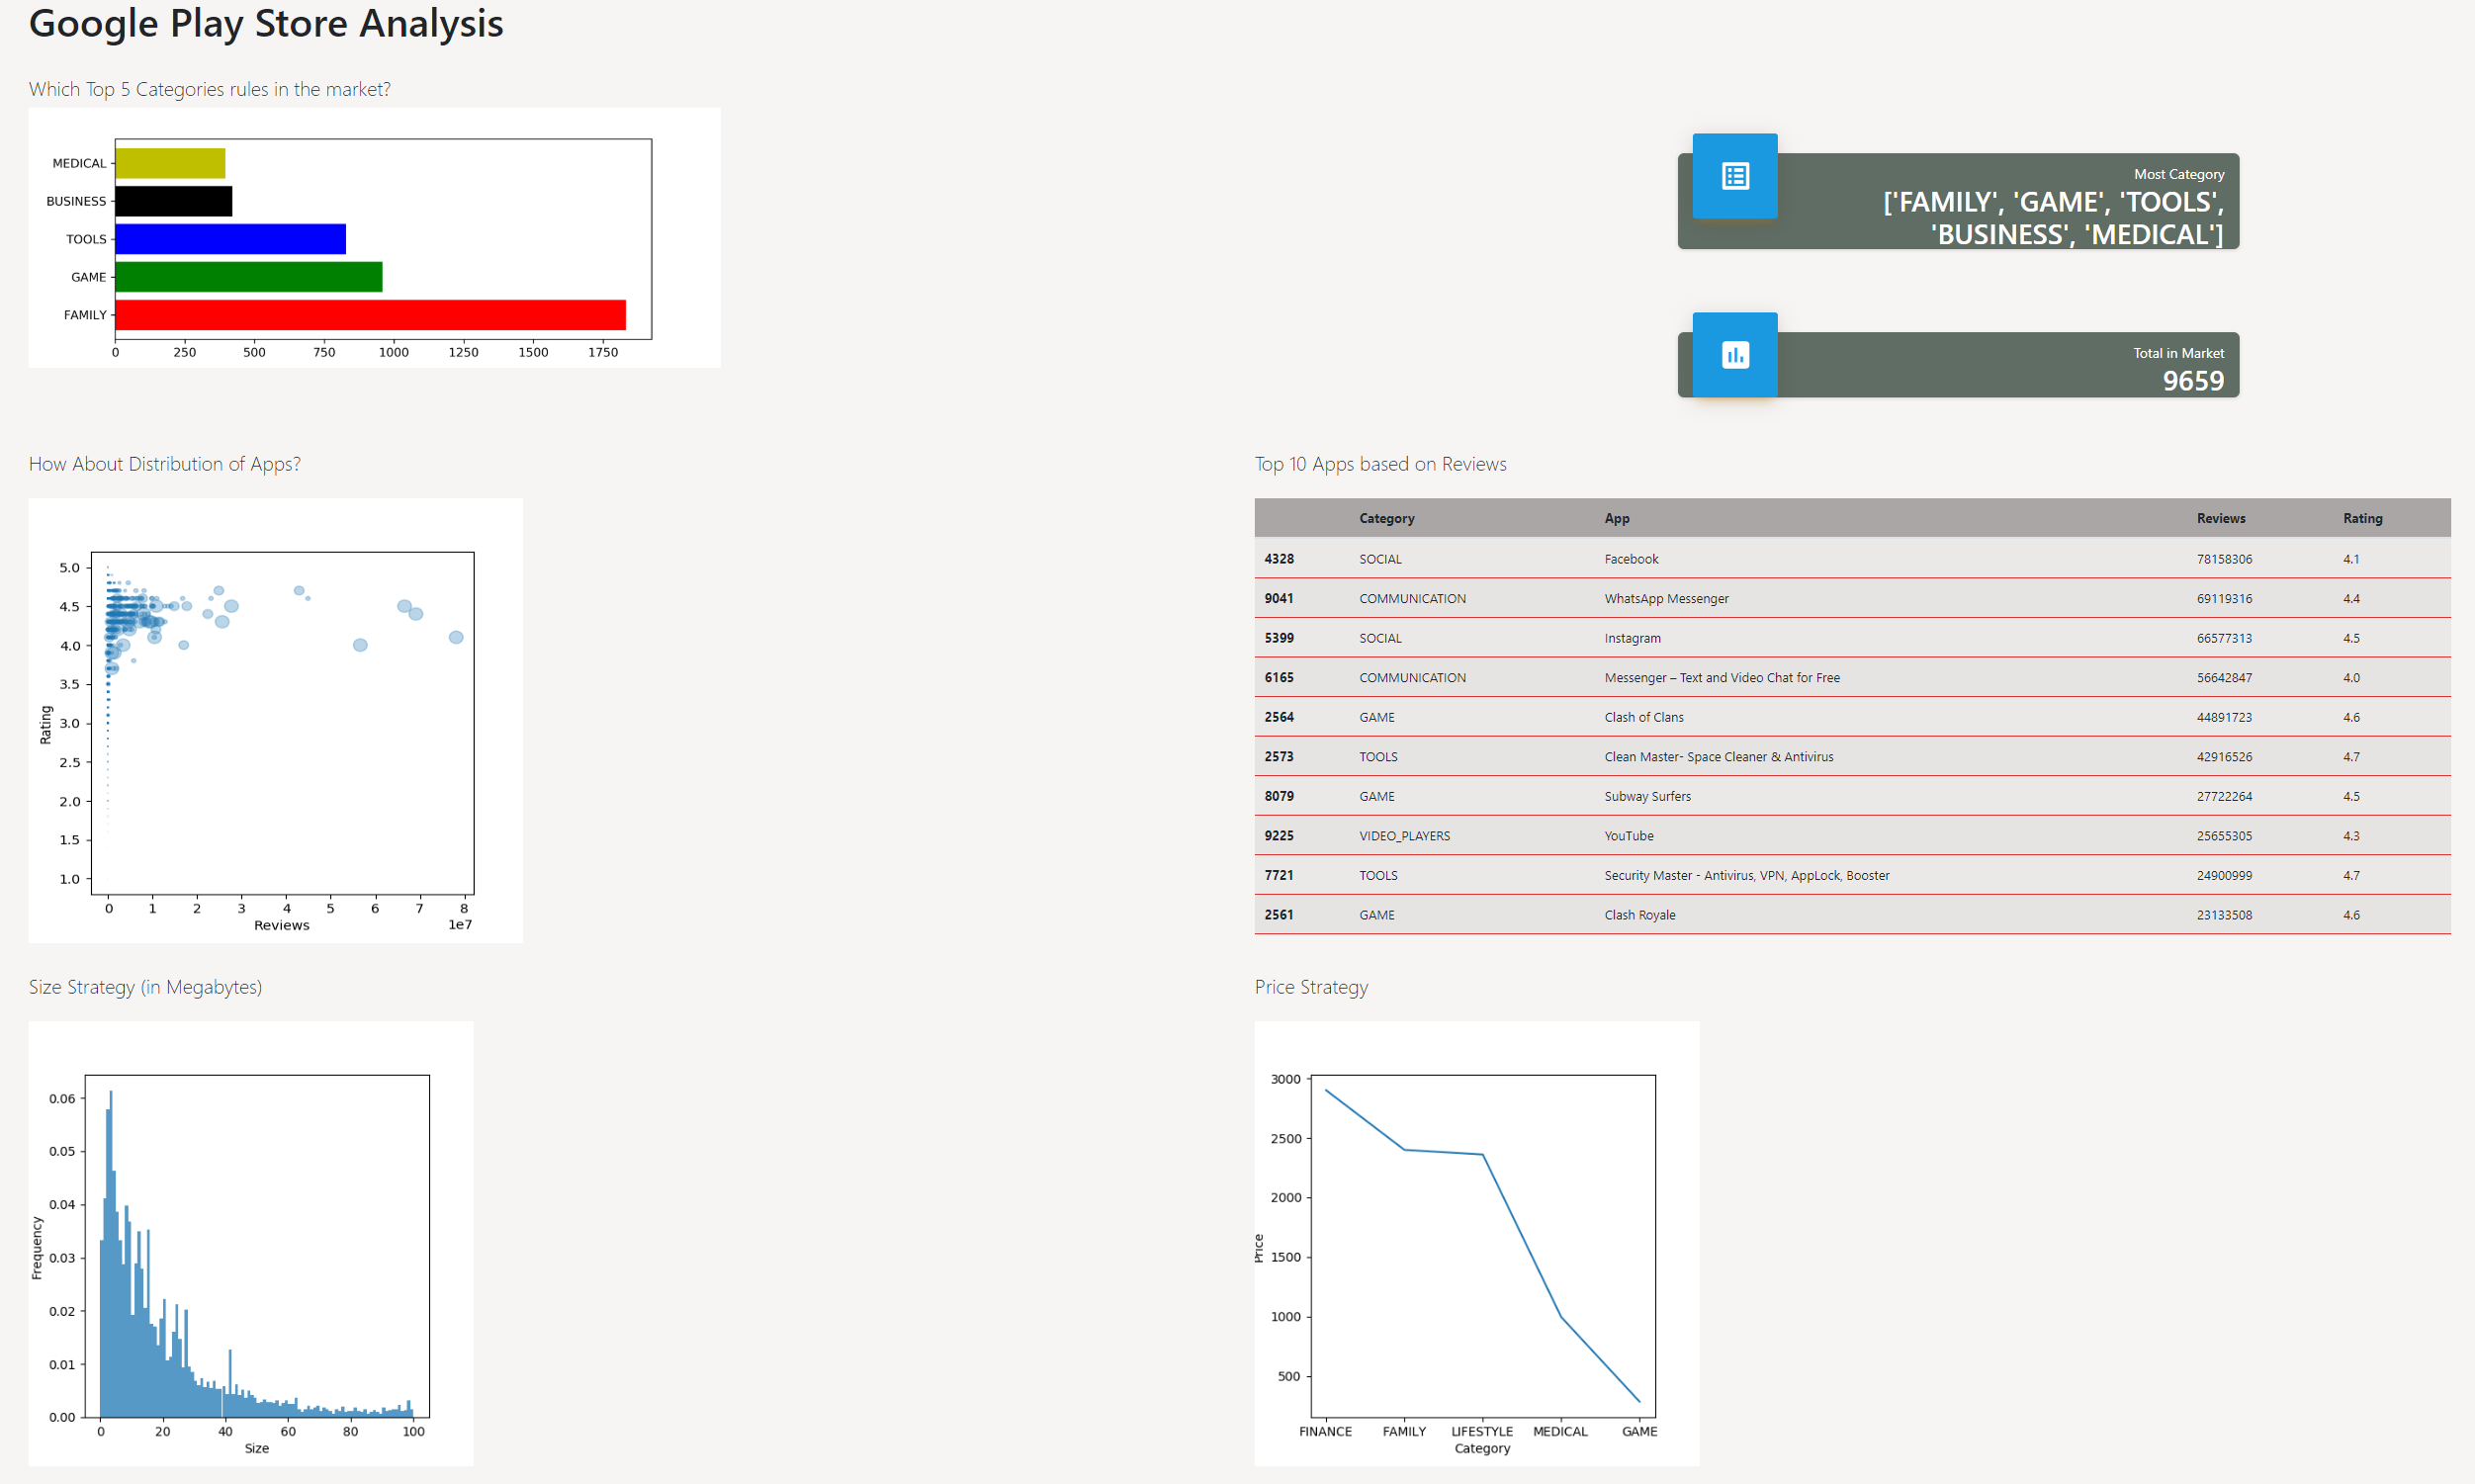 Google Play Store Analysis
Which Top 5 Categories rules in the market?
MEDICAL
BUSINESS
TOOLS
GAME
FAMILY
0 250 500 750 1000 1250 1500 1750
Most Category
['FAMILY', 'GAME', 'TOOLS',
'BUSINESS', 'MEDICAL']
Total in Market
9659
How About Distribution of Apps?
5.0
4.5
4.0
3.5
3.0
2.5
2.0
1.5
1.0
Rating
0 1 2 3 4 5 6 7 8
Reviews 1e7
Top 10 Apps based on Reviews
Category App Reviews Rating
4328 SOCIAL Facebook 78158306 4.1
9041 COMMUNICATION WhatsApp Messenger 69119316 4.4
5399 SOCIAL Instagram 66577313 4.5
6165 COMMUNICATION Messenger – Text and Video Chat for Free 56642847 4.0
2564 GAME Clash of Clans 44891723 4.6
2573 TOOLS Clean Master- Space Cleaner & Antivirus 42916526 4.7
8079 GAME Subway Surfers 27722264 4.5
9225 VIDEO_PLAYERS YouTube 25655305 4.3
7721 TOOLS Security Master - Antivirus, VPN, AppLock, Booster 24900999 4.7
2561 GAME Clash Royale 23133508 4.6
Size Strategy (in Megabytes)
0.06
0.05
0.04
0.03
0.02
0.01
0.00
Frequency
0 20 40 60 80 100
Size
Price Strategy
3000
2500
2000
1500
1000
500
Price
FINANCE FAMILY LIFESTYLE MEDICAL GAME
Category